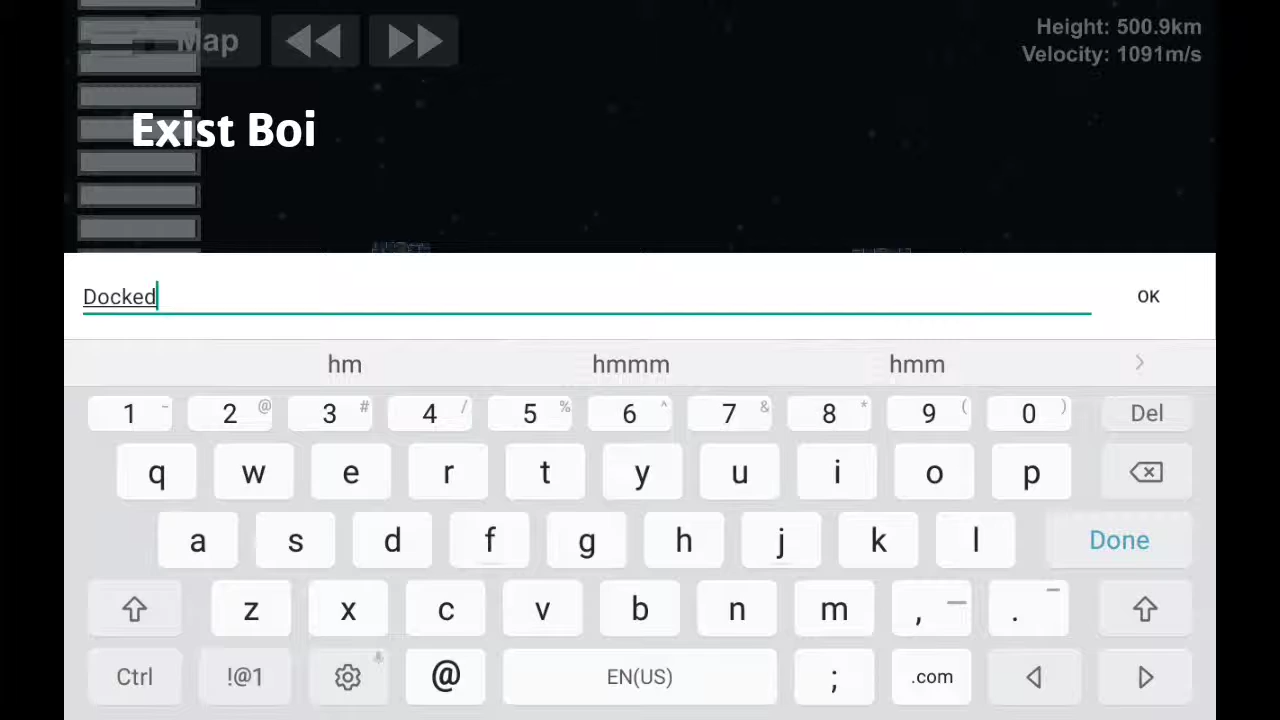 Map
Height: 500.9km
Velocity: 1091m/s
Exist Boi
Docked
OK
hm hmmm hmm
1 2 @ 3 # 4 / 5 % 6 ^ 7 & 8 * 9 ( 0 ) Del
q w e r t y u i o p
a s d f g h j k l Done
z x c v b n m , .
Ctrl !@1 @ EN(US) ; .com